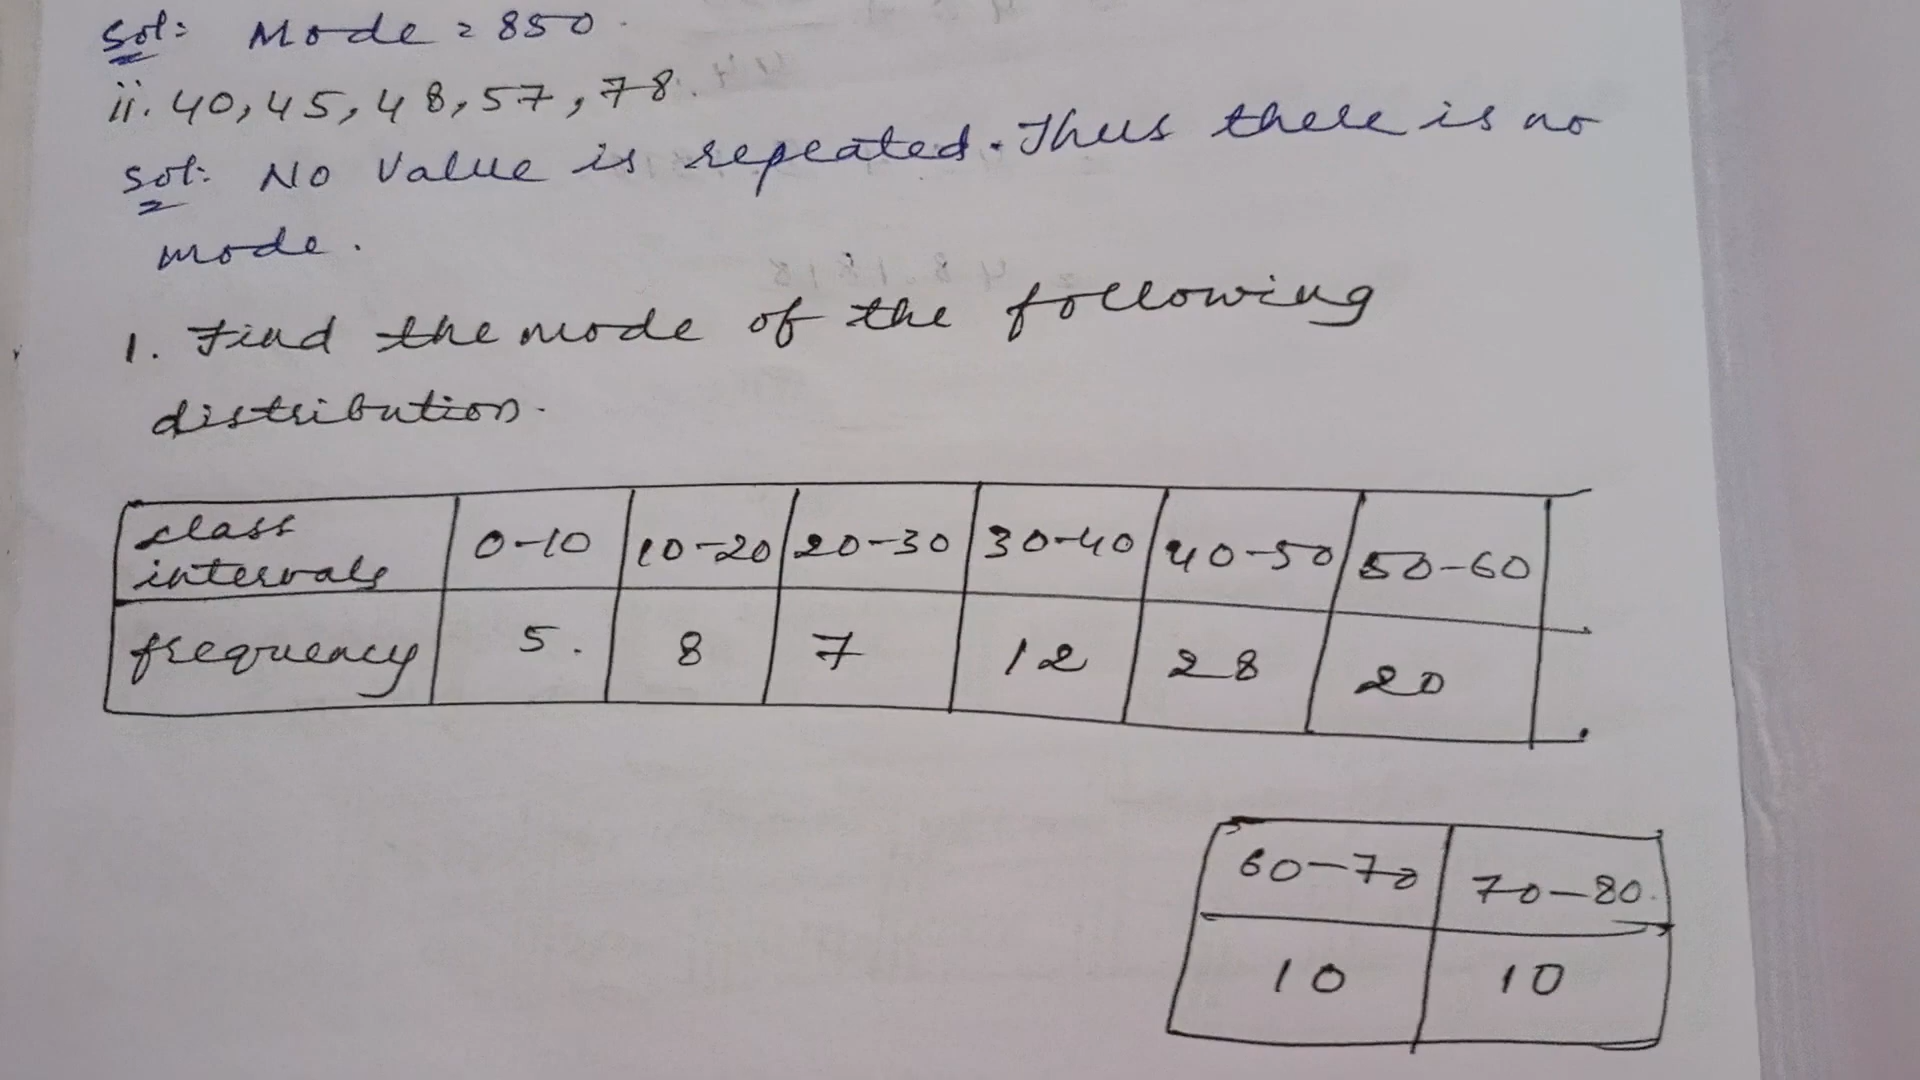 Sol: Mode = 850.
ii. 40, 45, 48, 57, 78.
Sol: No Value is repeated. Thus there is no
mode.
1. Find the mode of the following
distribution.
class intervals 0-10 10-20 20-30 30-40 40-50 50-60
frequency 5. 8 7 12 28 20
60-70 70-80.
10 10